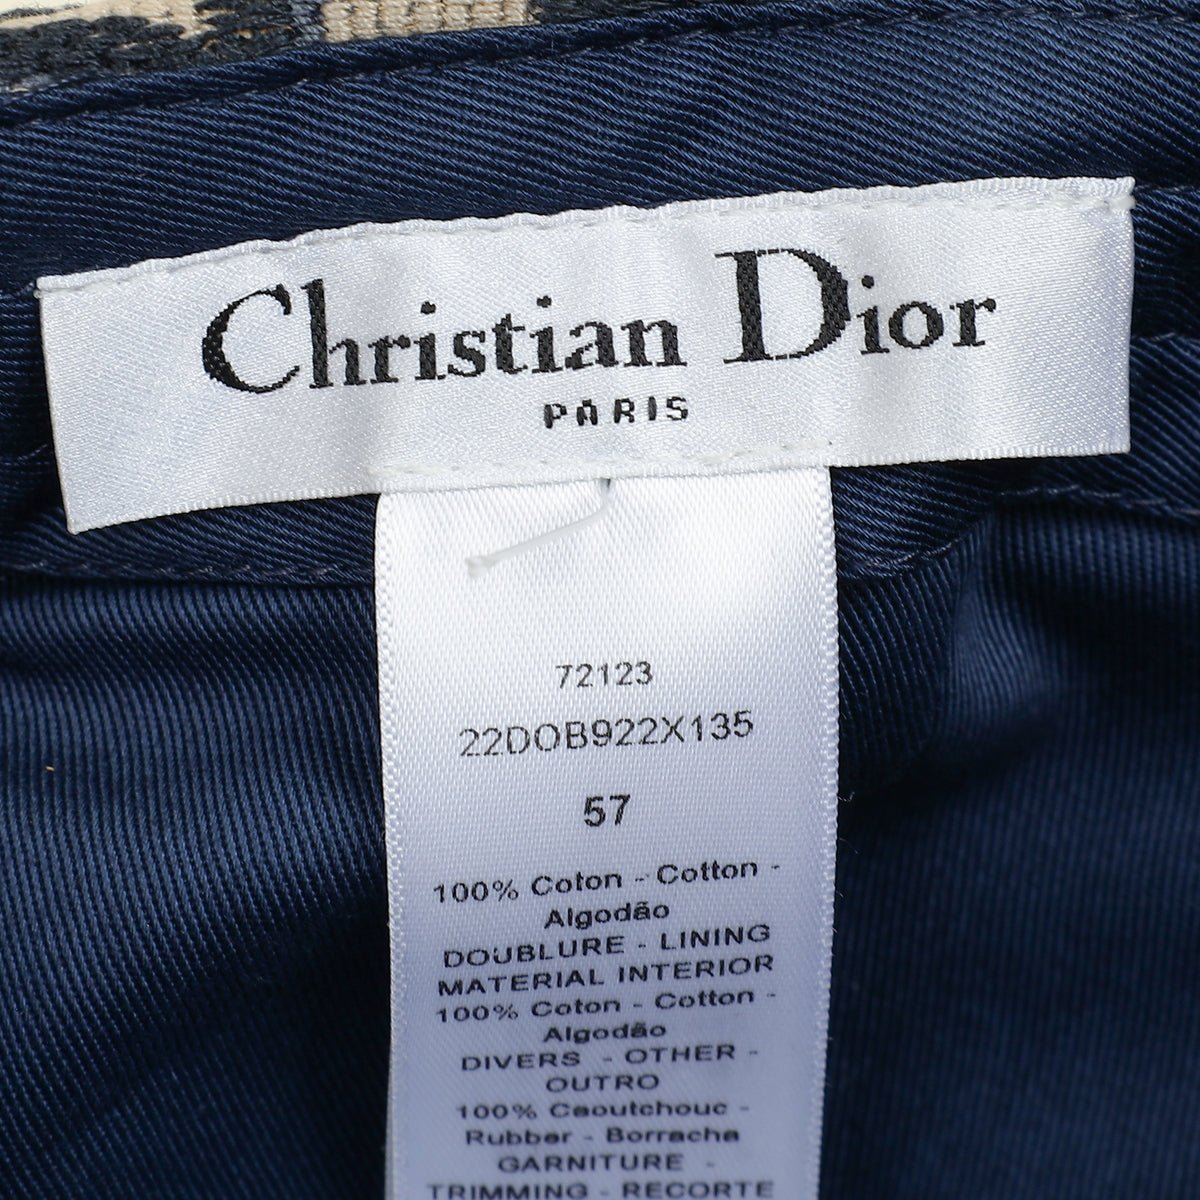 Christian Dior
PARIS
72123
22DOB922X135
57
100% Coton - Cotton -
Algodão
DOUBLURE - LINING
MATERIAL INTERIOR
100% Coton - Cotton -
Algodão
DIVERS - OTHER -
OUTRO
100% Caoutchouc -
Rubber - Borracha
GARNITURE -
TRIMMING - RECORTE